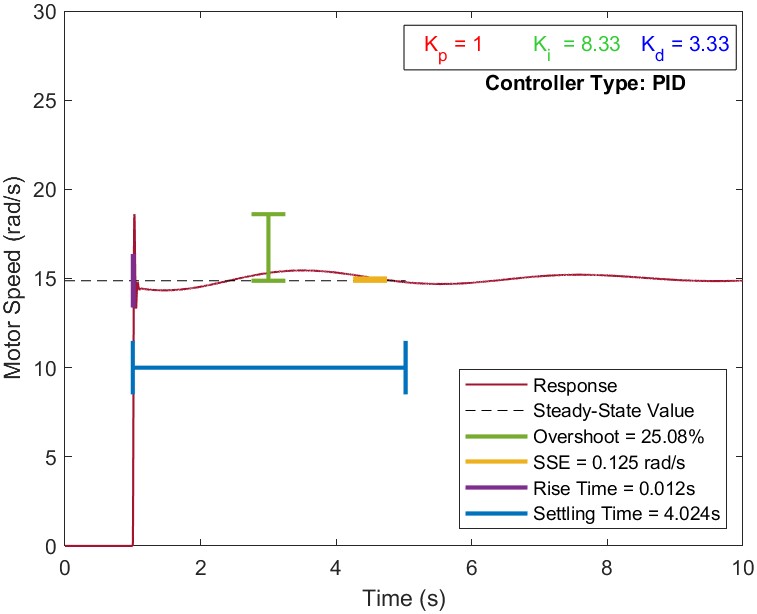 30
25
20
15
10
5
0
Motor Speed (rad/s)
K_p = 1 K_i = 8.33 K_d = 3.33
Controller Type: PID
Response
Steady-State Value
Overshoot = 25.08%
SSE = 0.125 rad/s
Rise Time = 0.012s
Settling Time = 4.024s
0 2 4 6 8 10
Time (s)